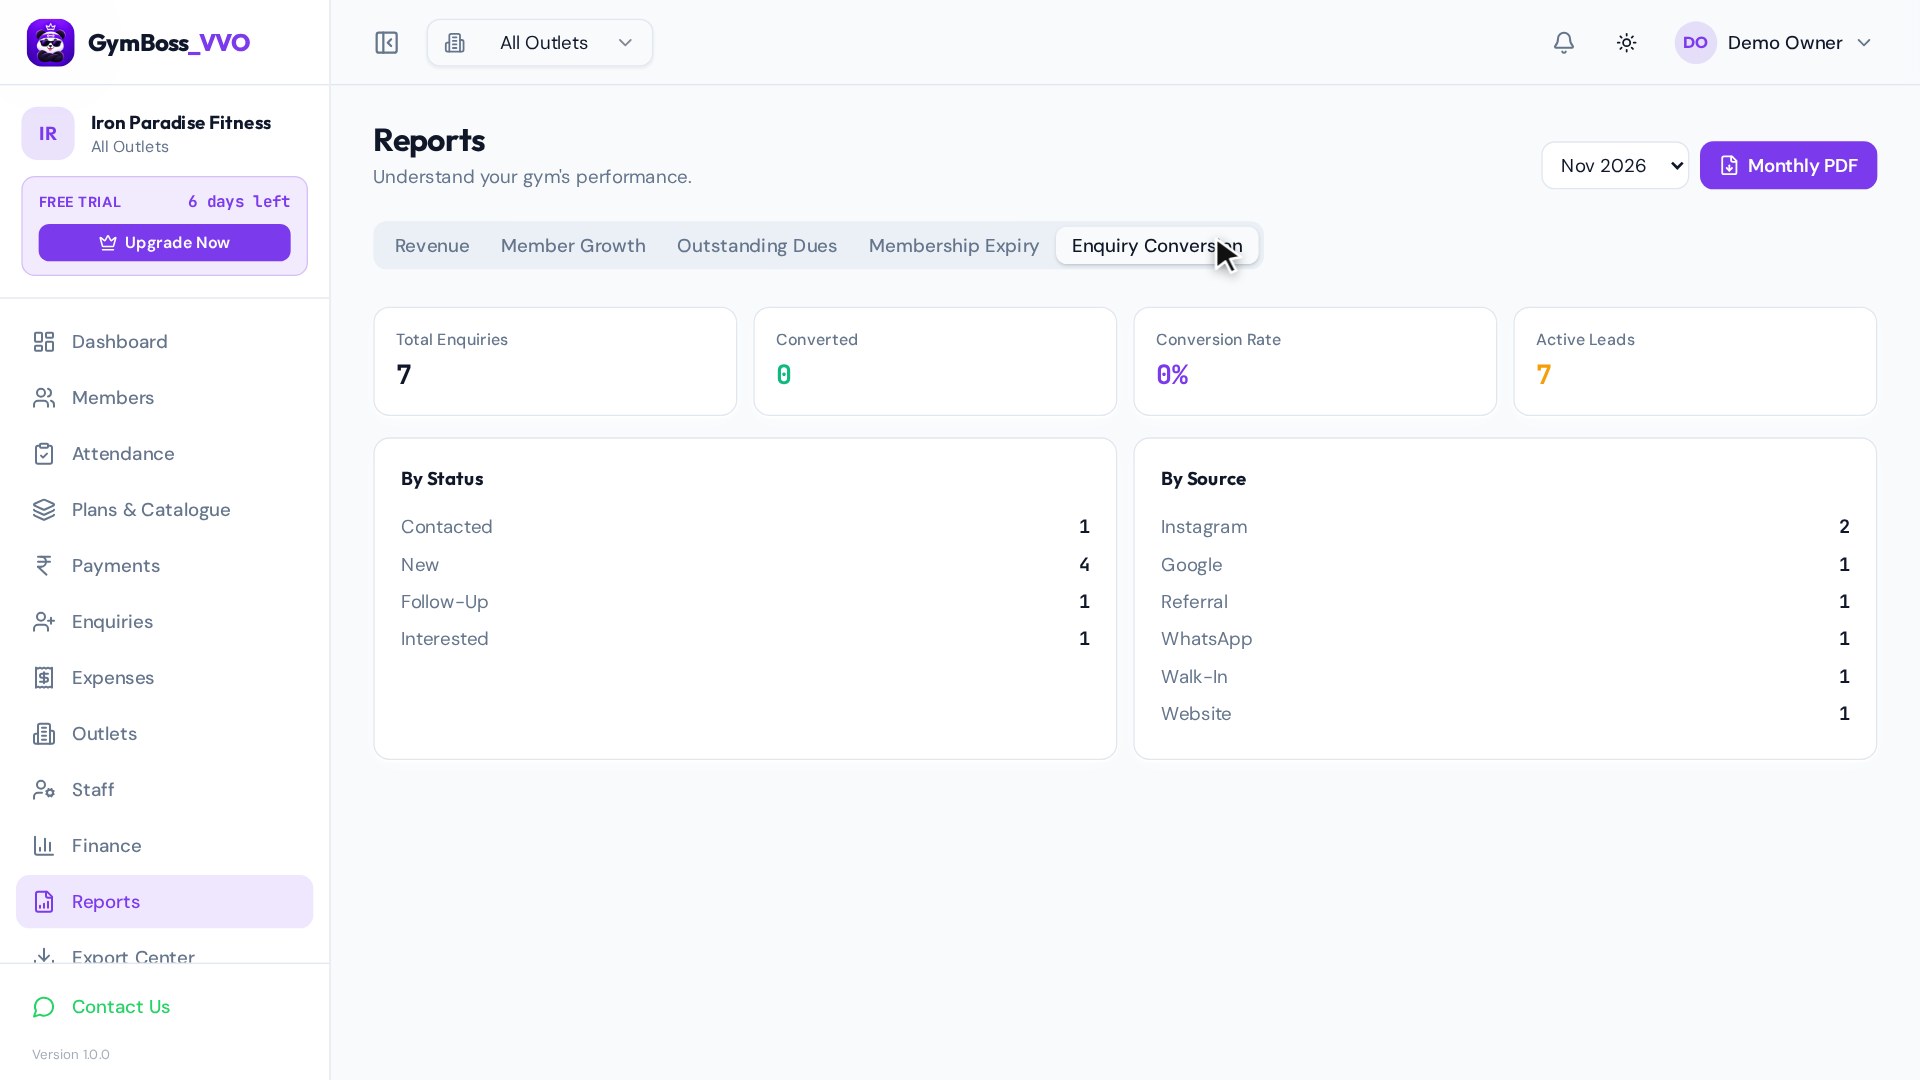 GymBoss_VVO
All Outlets
DO
Demo Owner
IR
Iron Paradise Fitness
All Outlets
FREE TRIAL
6 days left
Upgrade Now
Dashboard
Members
Attendance
Plans & Catalogue
Payments
Enquiries
Expenses
Outlets
Staff
Finance
Reports
Export Center
Contact Us
Version 1.0.0
Reports
Understand your gym's performance.
Nov 2026
Monthly PDF
Revenue
Member Growth
Outstanding Dues
Membership Expiry
Enquiry Conversion
Total Enquiries
7
Converted
0
Conversion Rate
0%
Active Leads
7
By Status
Contacted 1
New 4
Follow-Up 1
Interested 1
By Source
Instagram 2
Google 1
Referral 1
WhatsApp 1
Walk-In 1
Website 1